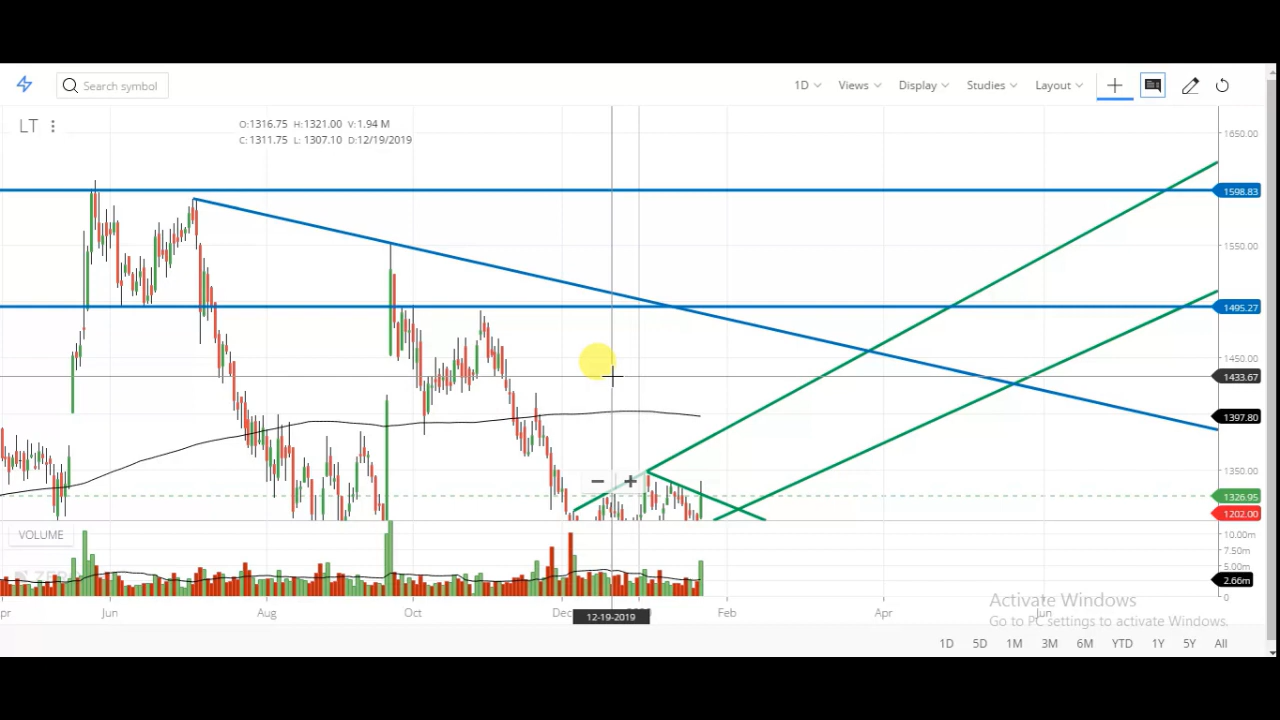 Search symbol
1D Views Display Studies Layout
LT
O:1316.75 H:1321.00 V:1.94 M
C:1311.75 L: 1307.10 D:12/19/2019
1650.00
1598.83
1550.00
1495.27
1450.00
1433.67
1397.80
1350.00
1326.95
1202.00
VOLUME
10.00m
7.50m
5.00m
2.66m
0
Jun Aug Oct Dec Feb Apr Jun
12-19-2019
Activate Windows
Go to PC settings to activate Windows.
1D 5D 1M 3M 6M YTD 1Y 5Y All